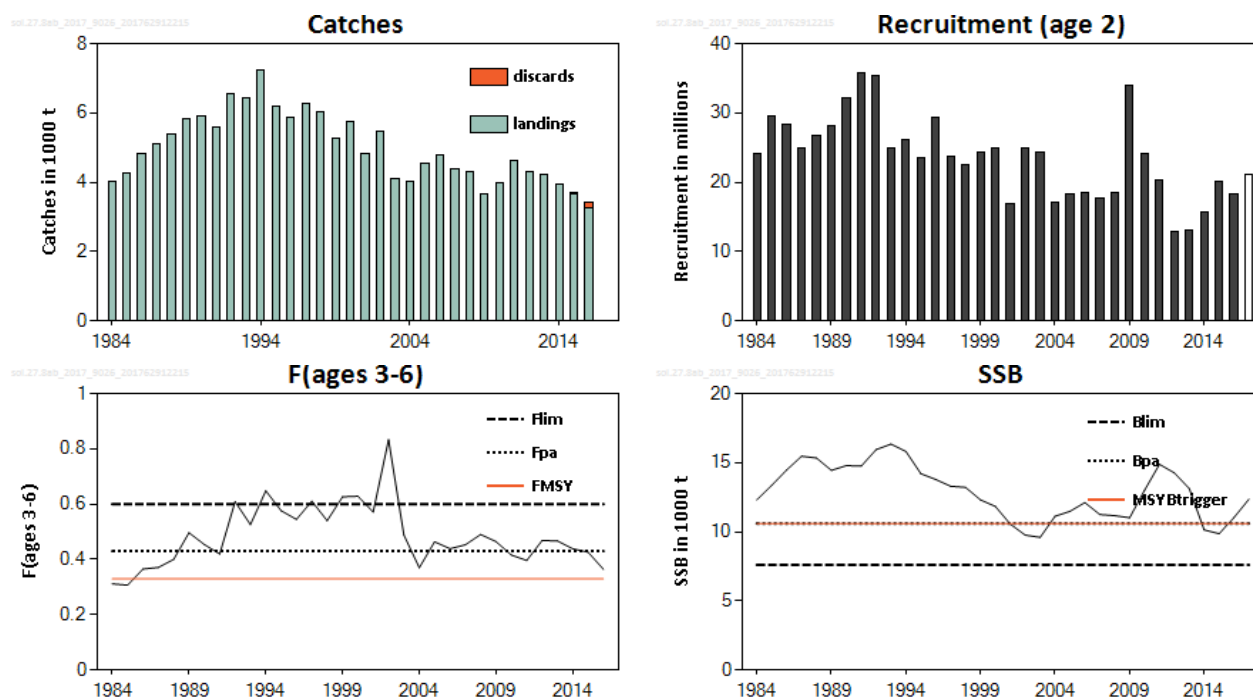 sol.27.8ab_2017_9026_201762912215
Catches
8
6
4
2
0
Catches in 1000 t
discards
landings
1984
1994
2004
2014
Recruitment (age 2)
40
30
20
10
0
Recruitment in millions
1984
1989
1994
1999
2004
2009
2014
sol.27.8ab_2017_9026_201762912215
sol.27.8ab_2017_9026_201762912215
F(ages 3-6)
1
0.8
0.6
0.4
0.2
0
F(ages 3-6)
Flim
Fpa
FMSY
1984
1989
1994
1999
2004
2009
2014
sol.27.8ab_2017_9026_201762912215
SSB
20
15
10
5
0
SSB in 1000 t
Blim
Bpa
MSYBtrigger
1984
1989
1994
1999
2004
2009
2014